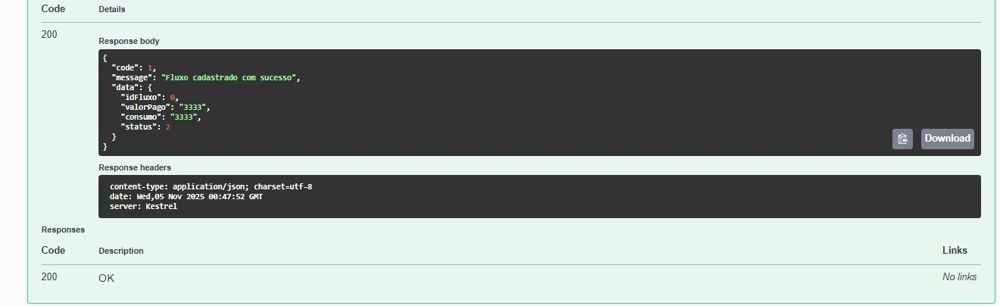 Code Details
200
Response body
{
"code": 1,
"message": "Fluxo cadastrado com sucesso",
"data": {
"idFluxo": 0,
"valorPago": "3333",
"consumo": "3333",
"status": 2
}
}
Download
Response headers
content-type: application/json; charset=utf-8
date: Wed,05 Nov 2025 00:47:52 GMT
server: Kestrel
Responses
Code Description Links
200 OK No links